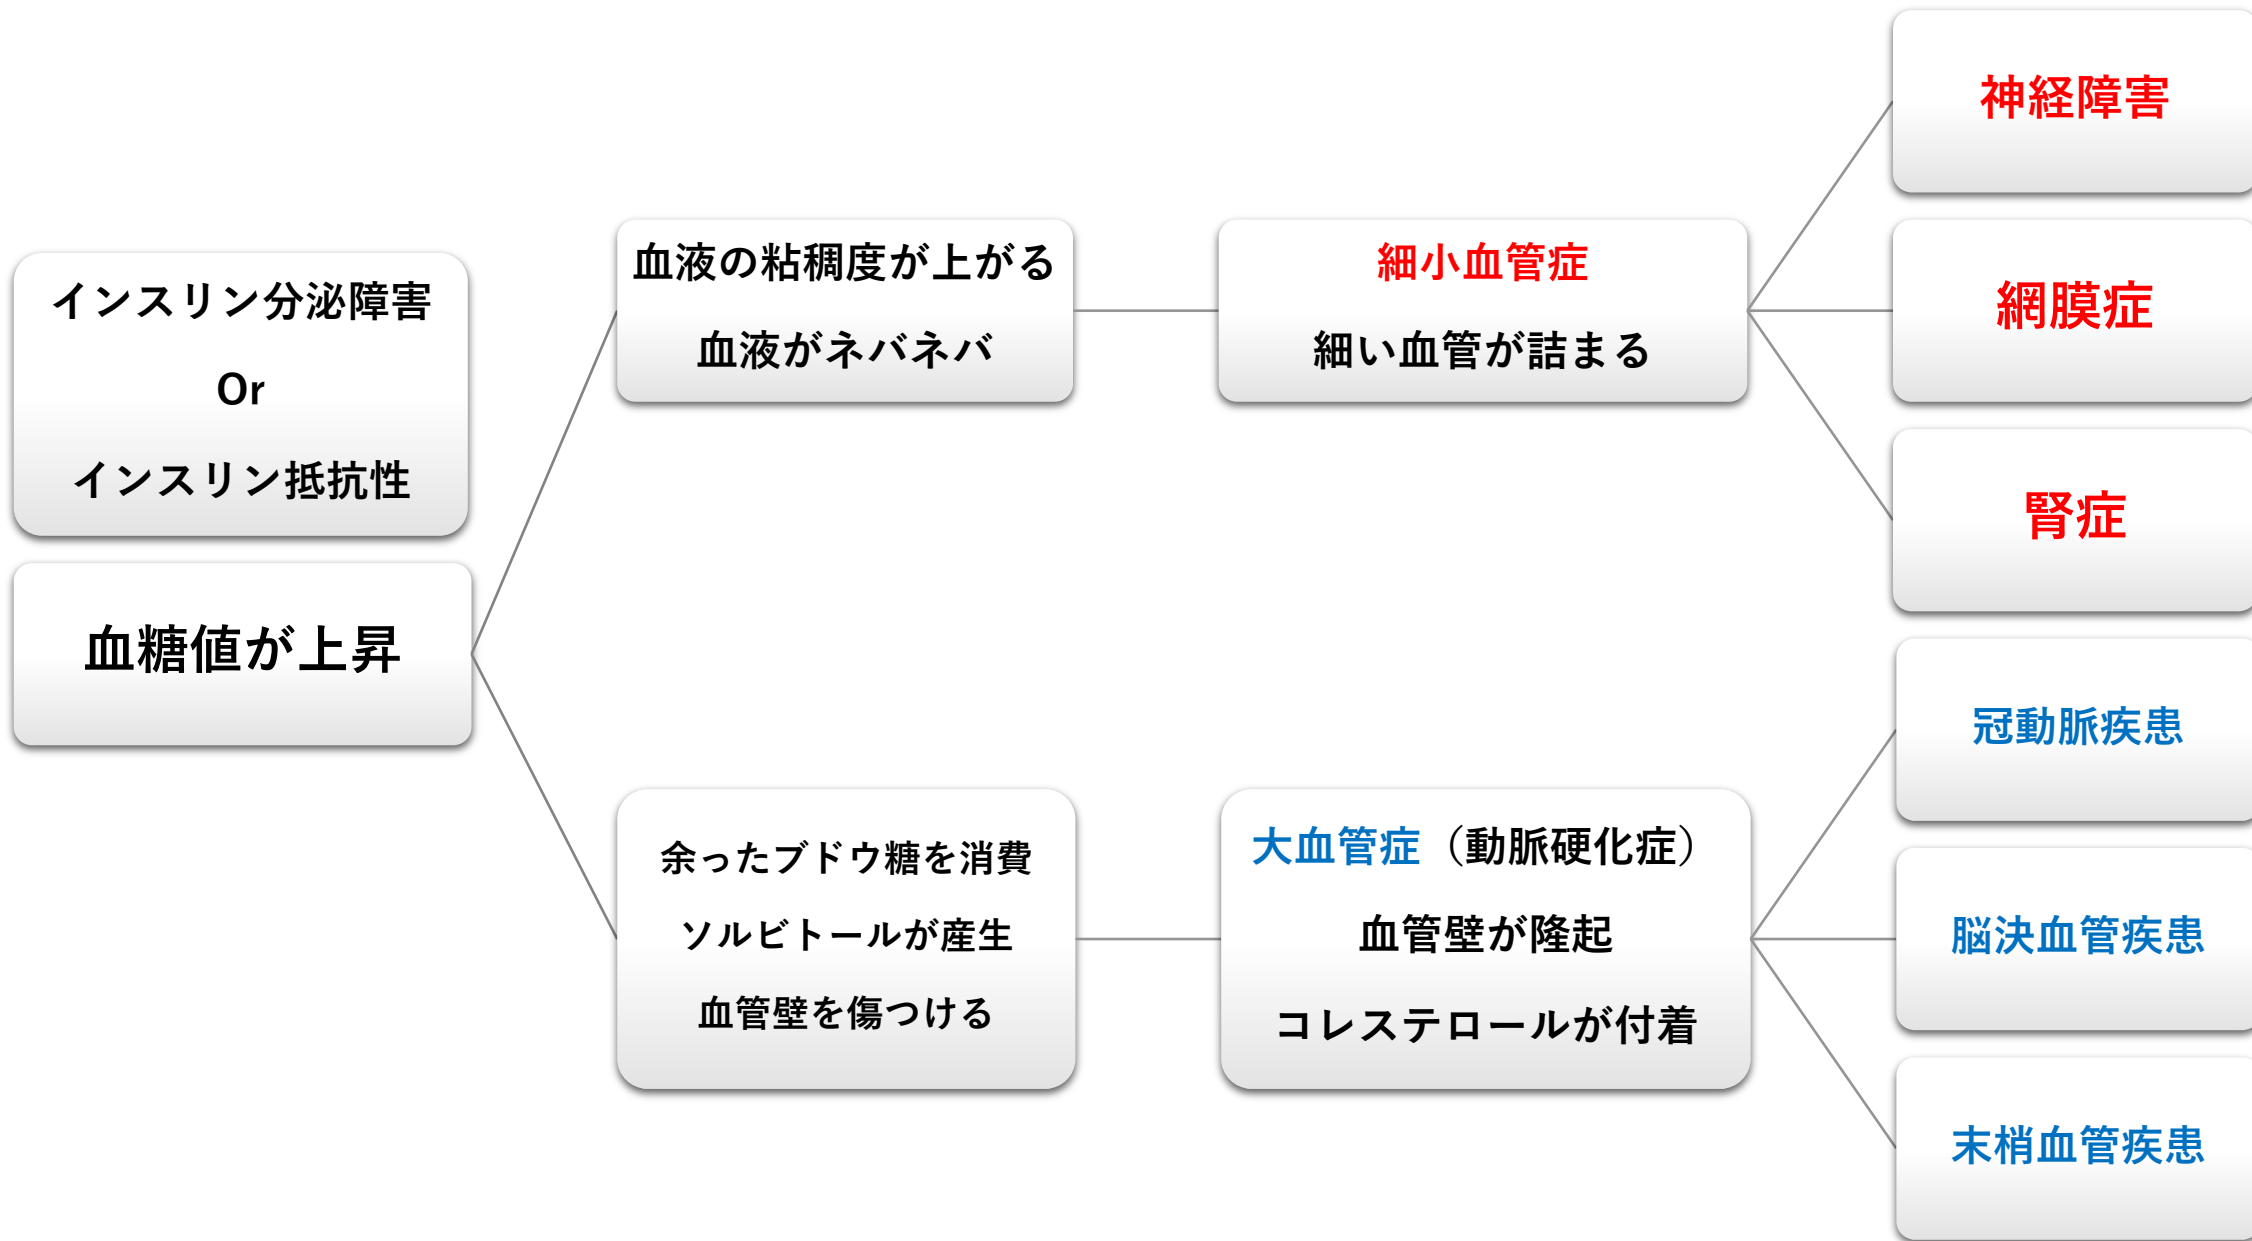 インスリン分泌障害
Or
インスリン抵抗性
血糖値が上昇
血液の粘稠度が上がる
血液がネバネバ
余ったブドウ糖を消費
ソルビトールが産生
血管壁を傷つける
細小血管症
細い血管が詰まる
大血管症（動脈硬化症）
血管壁が隆起
コレステロールが付着
神経障害
網膜症
腎症
冠動脈疾患
脳決血管疾患
末梢血管疾患